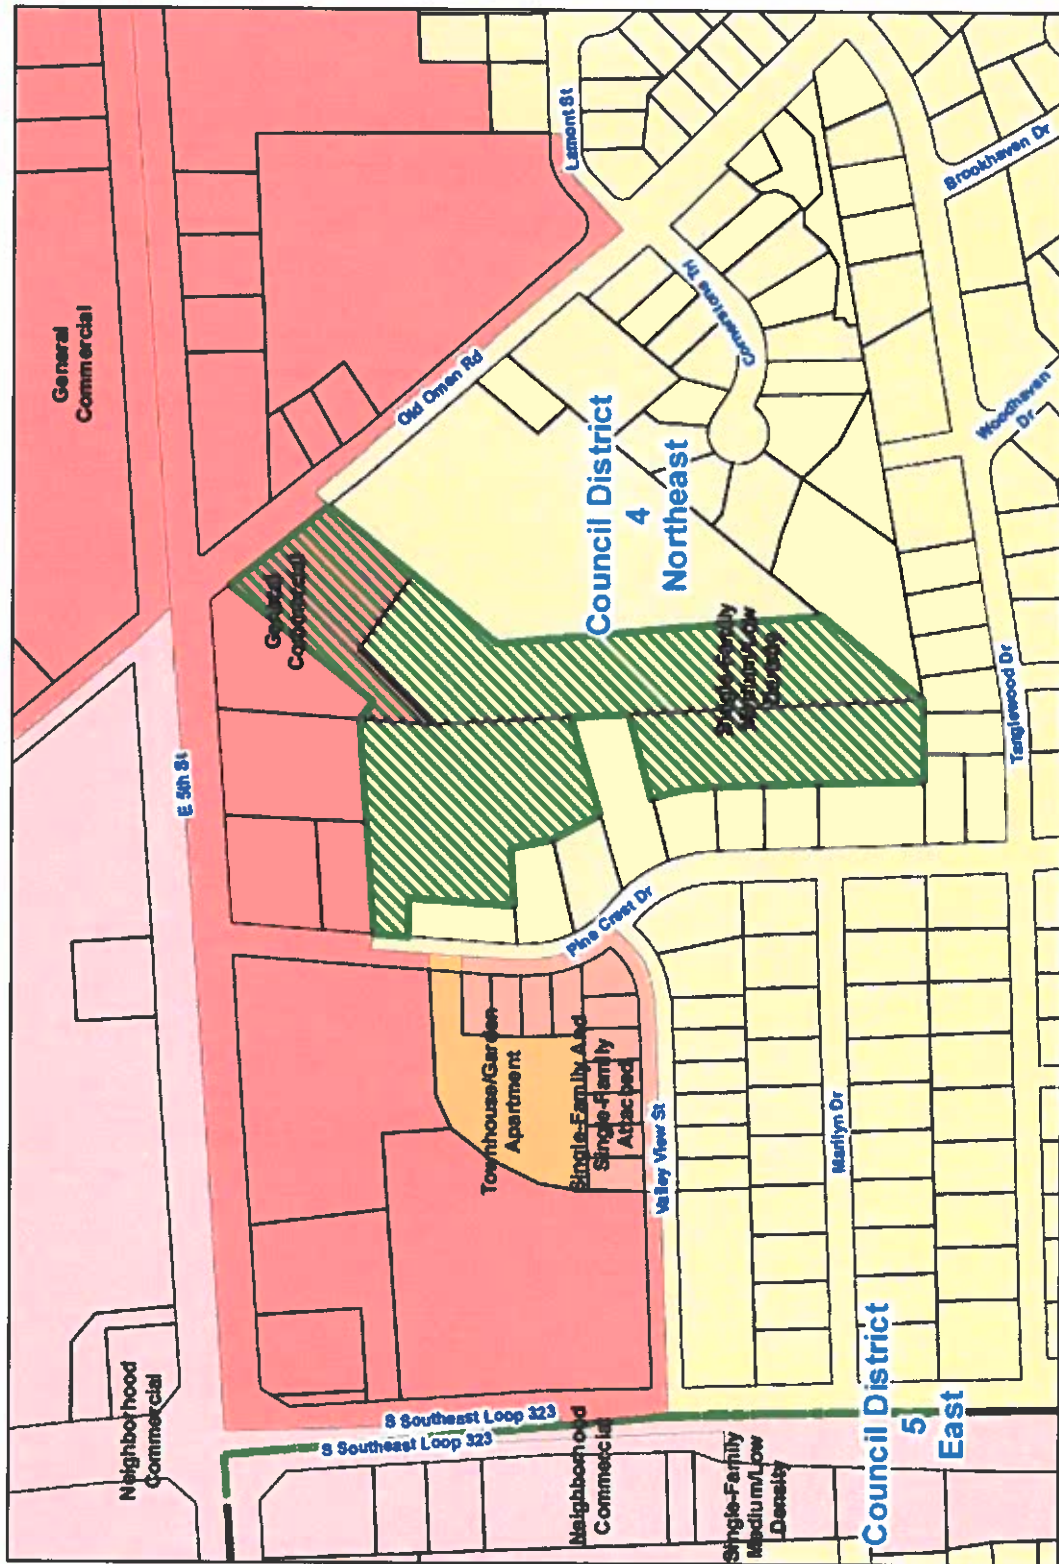 General
Commercial
Lamont St
Old Omen Rd
Cornerstone Trl
Brookhaven Dr
Woodhaven
Dr
General
Commercial
Council District
4
Northeast
Single-Family
Medium/Low
Density
Tanglewood Dr
E 5th St
Pine Crest Dr
Townhouse/Garden
Apartment
Single-Family And
Single-Family
Attached
Valley View St
Marilyn Dr
Neighborhood
Commercial
S Southeast Loop 323
S Southeast Loop 323
Neighborhood
Commercial
Single-Family
Medium/Low
Density
Council District
5
East